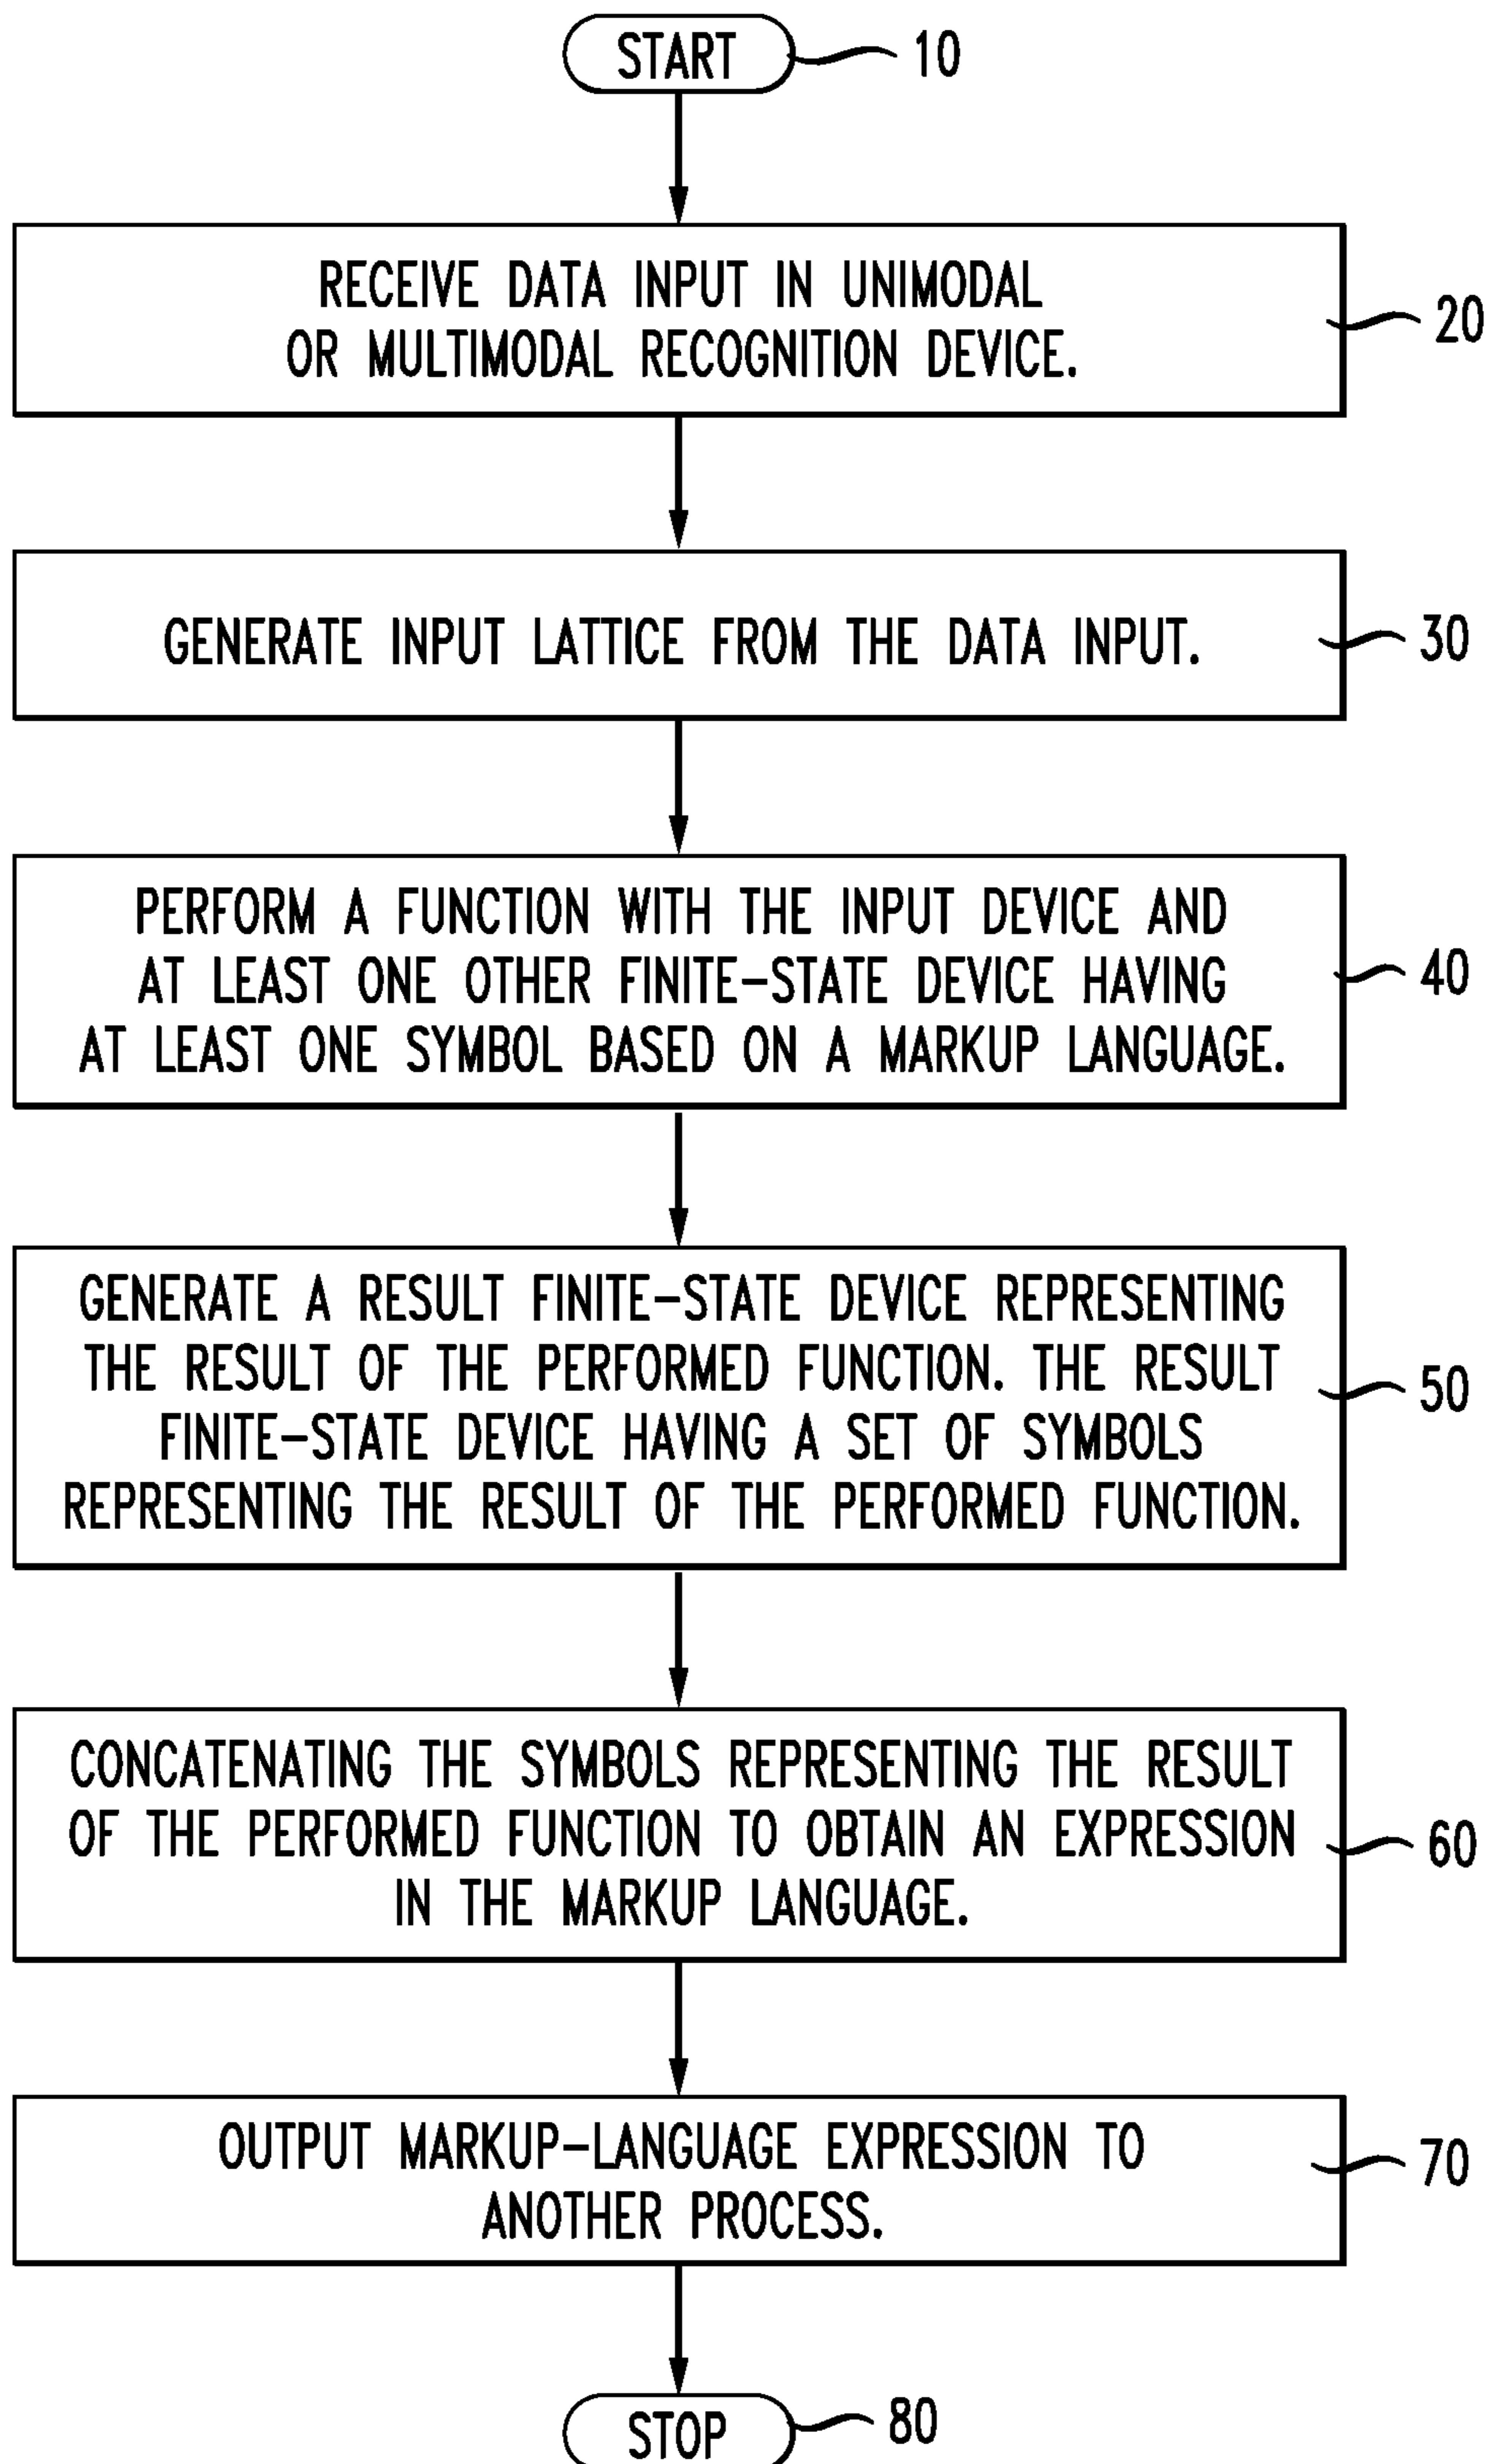 START
10
RECEIVE DATA INPUT IN UNIMODAL
OR MULTIMODAL RECOGNITION DEVICE.
20
GENERATE INPUT LATTICE FROM THE DATA INPUT.
30
PERFORM A FUNCTION WITH THE INPUT DEVICE AND
AT LEAST ONE OTHER FINITE-STATE DEVICE HAVING
AT LEAST ONE SYMBOL BASED ON A MARKUP LANGUAGE.
40
GENERATE A RESULT FINITE-STATE DEVICE REPRESENTING
THE RESULT OF THE PERFORMED FUNCTION. THE RESULT
FINITE-STATE DEVICE HAVING A SET OF SYMBOLS
REPRESENTING THE RESULT OF THE PERFORMED FUNCTION.
50
CONCATENATING THE SYMBOLS REPRESENTING THE RESULT
OF THE PERFORMED FUNCTION TO OBTAIN AN EXPRESSION
IN THE MARKUP LANGUAGE.
60
OUTPUT MARKUP-LANGUAGE EXPRESSION TO
ANOTHER PROCESS.
70
STOP
80